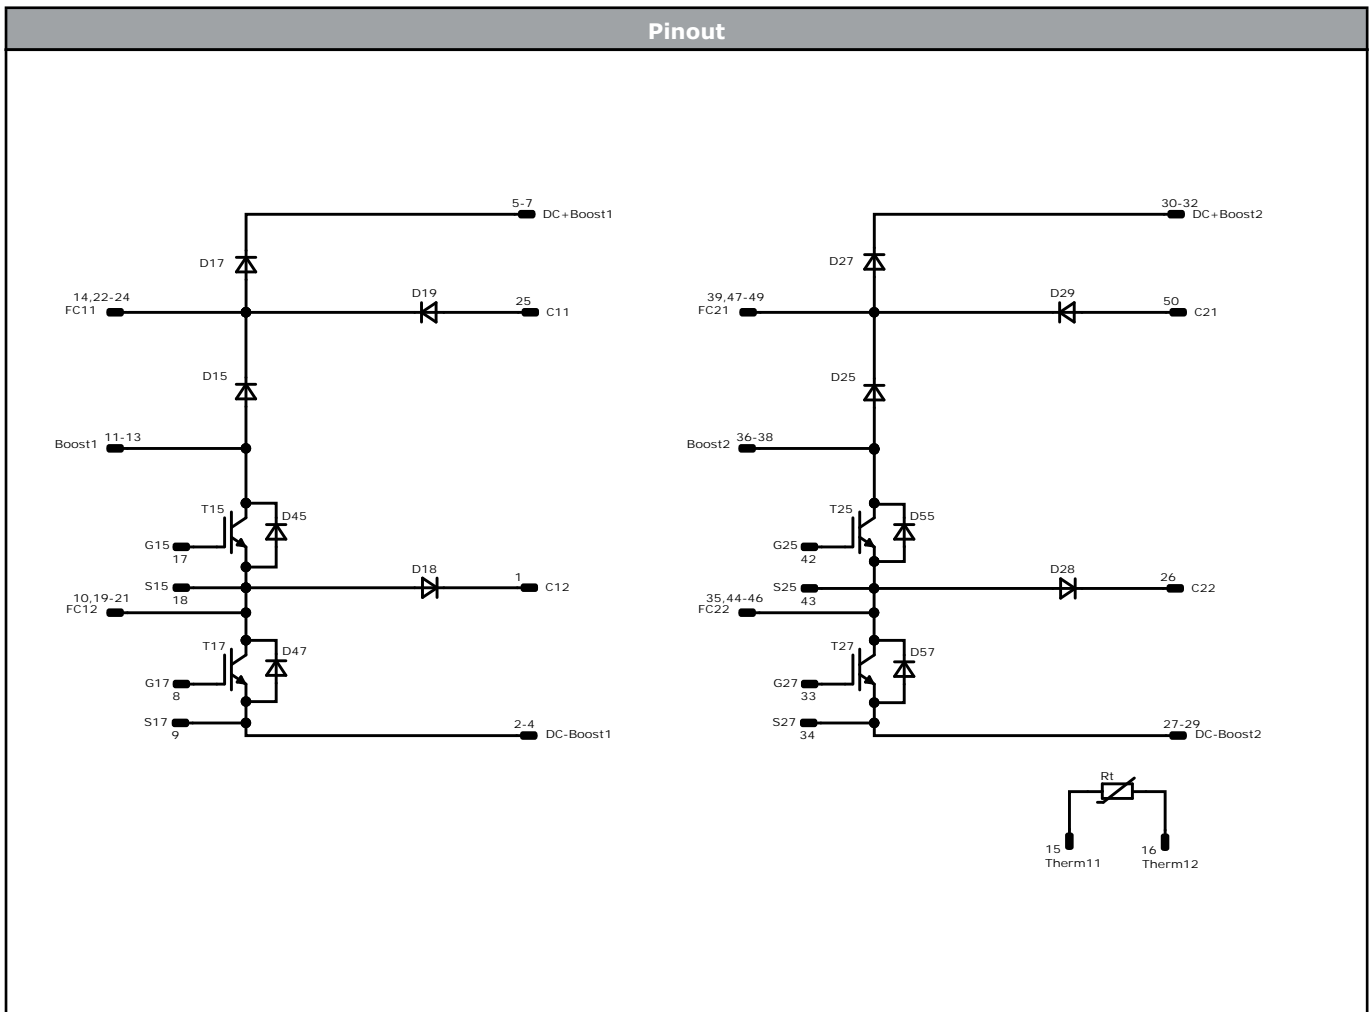 Pinout
5-7
DC+Boost1
D17
14,22-24
FC11
D19
25
C11
D15
Boost1
11-13
T15
D45
G15
17
D18
1
C12
S15
18
10,19-21
FC12
T17
D47
G17
8
S17
9
2-4
DC-Boost1
30-32
DC+Boost2
D27
39,47-49
FC21
D29
50
C21
D25
Boost2
36-38
T25
D55
G25
42
D28
26
C22
S25
43
35,44-46
FC22
T27
D57
G27
33
S27
34
27-29
DC-Boost2
Rt
15
Therm11
16
Therm12